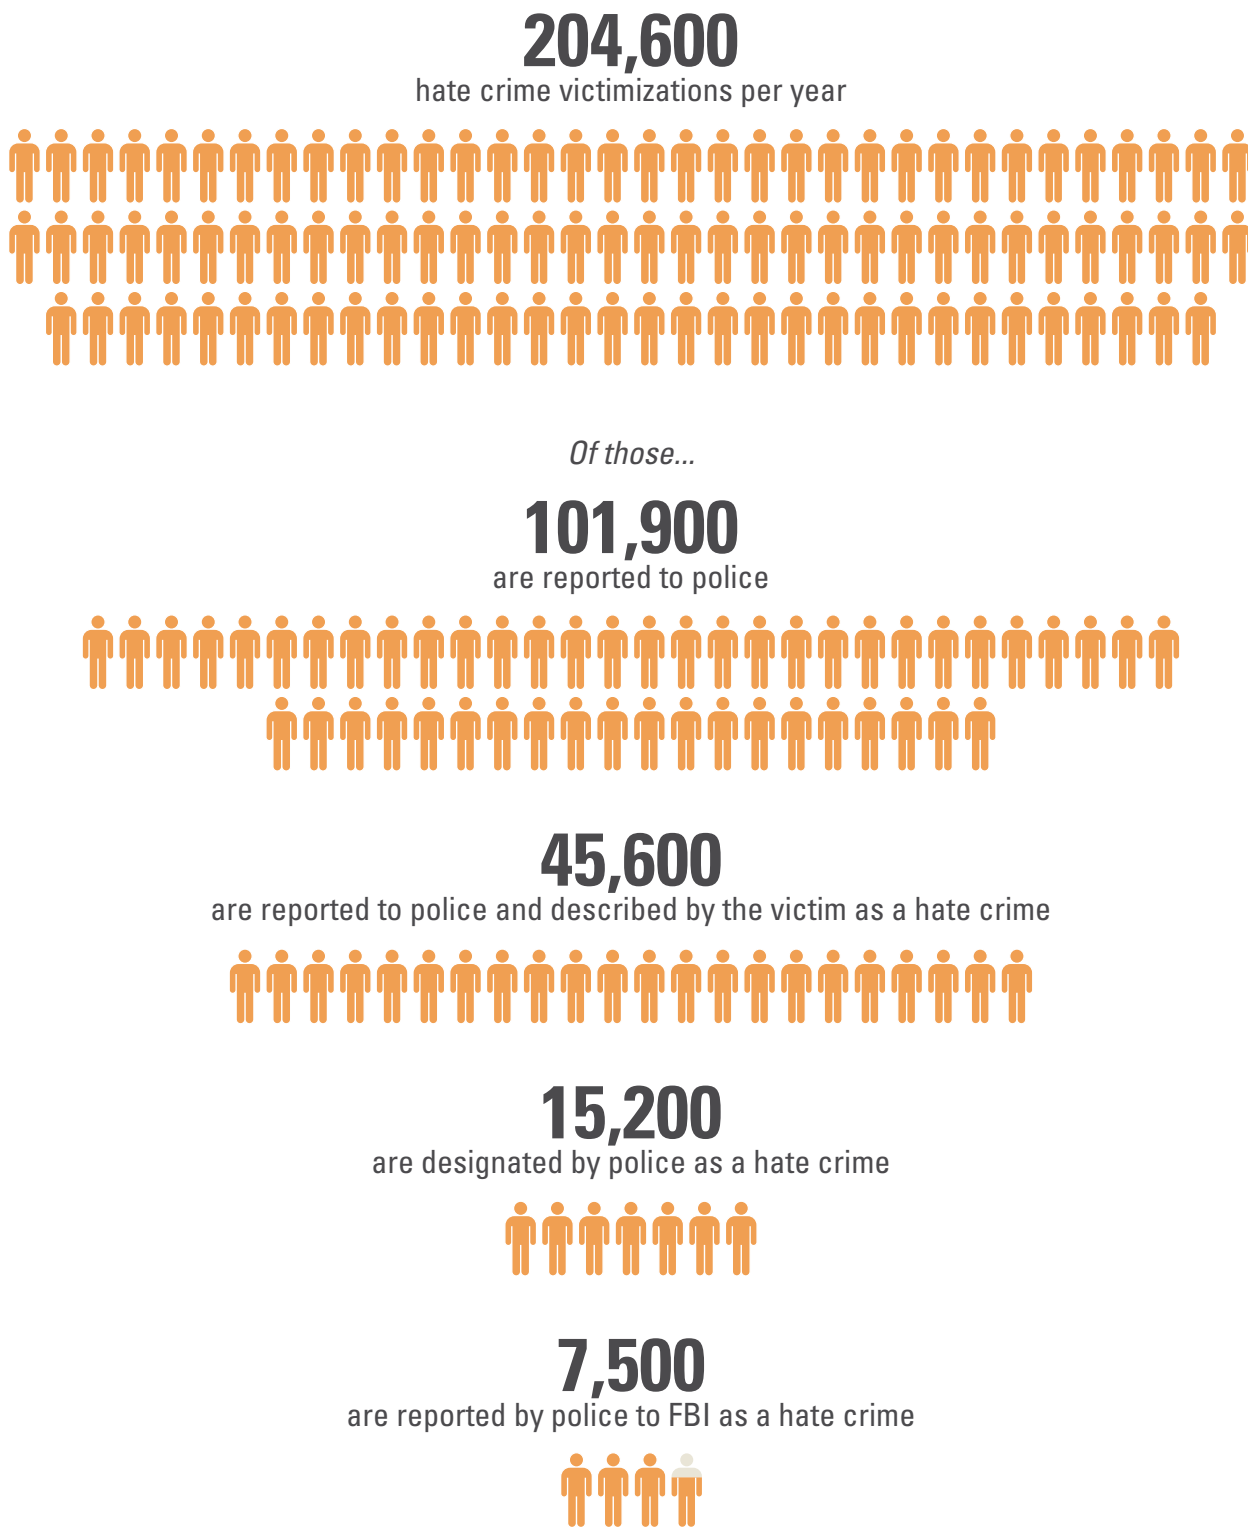 204,600
hate crime victimizations per year
Of those...
101,900
are reported to police
45,600
are reported to police and described by the victim as a hate crime
15,200
are designated by police as a hate crime
7,500
are reported by police to FBI as a hate crime